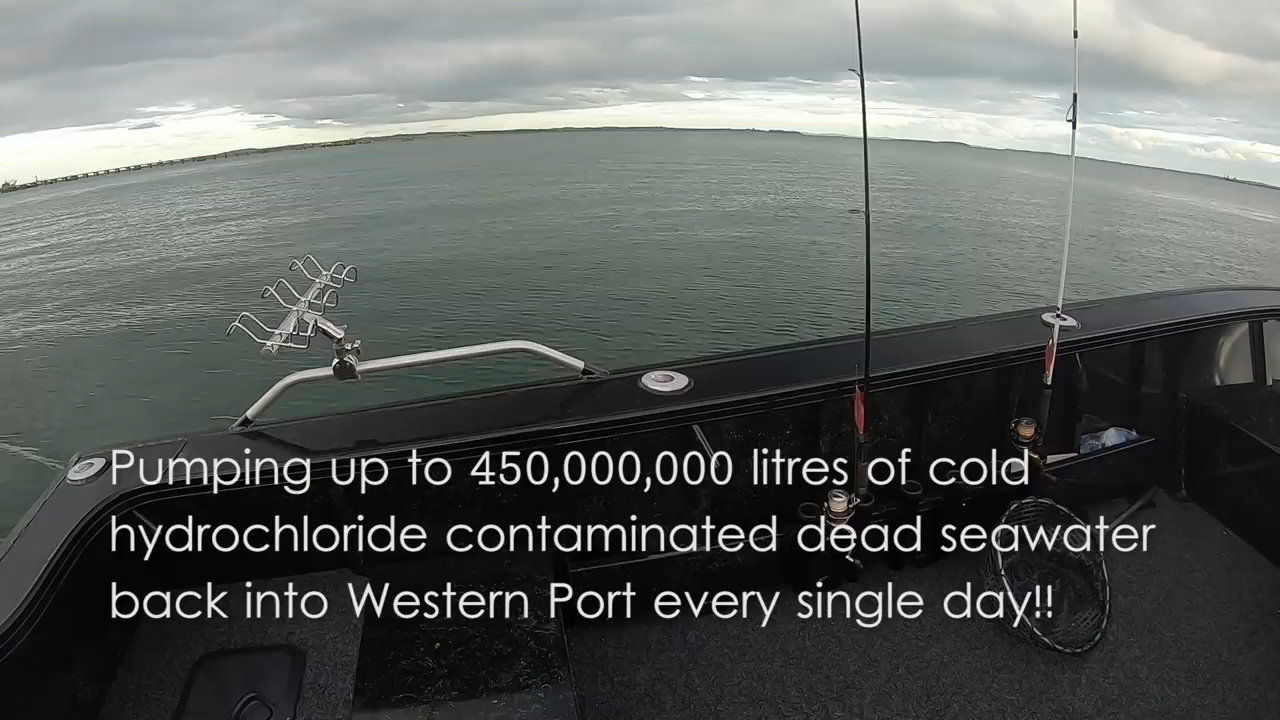 Pumping up to 450,000,000 litres of cold
hydrochloride contaminated dead seawater
back into Western Port every single day!!